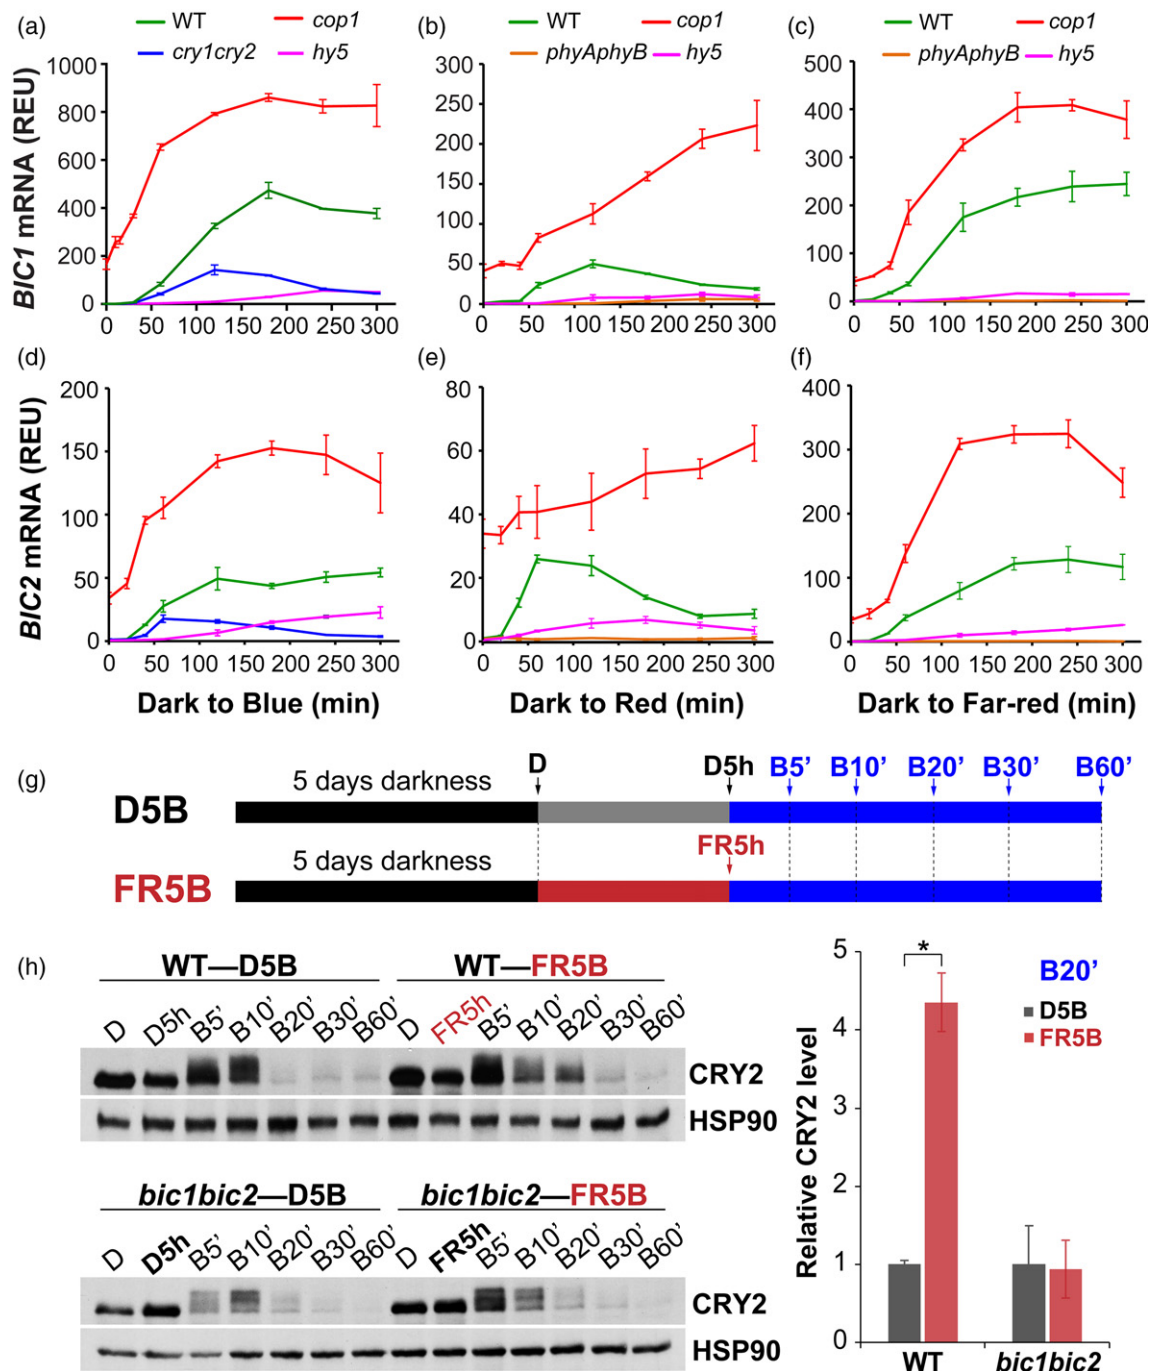 (a)
WT
cop1
cry1cry2
hy5
BIC1 mRNA (REU)
1000
800
600
400
200
0
0 50 100 150 200 250 300
(b)
WT
cop1
phyAphyB
hy5
300
250
200
150
100
50
0
0 50 100 150 200 250 300
(c)
WT
cop1
phyAphyB
hy5
500
400
300
200
100
0
0 50 100 150 200 250 300
(d)
BIC2 mRNA (REU)
200
150
100
50
0
0 50 100 150 200 250 300
Dark to Blue (min)
(e)
80
60
40
20
0
0 50 100 150 200 250 300
Dark to Red (min)
(f)
400
300
200
100
0
0 50 100 150 200 250 300
Dark to Far-red (min)
(g)
D D5h B5' B10' B20' B30' B60'
5 days darkness
D5B
FR5h
5 days darkness
FR5B
(h)
WT—D5B WT—FR5B
D D5h B5' B10' B20' B30' B60' D FR5h B5' B10' B20' B30' B60'
CRY2
HSP90
bic1bic2—D5B bic1bic2—FR5B
D D5h B5' B10' B20' B30' B60' D FR5h B5' B10' B20' B30' B60'
CRY2
HSP90
Relative CRY2 level
5
4
3
2
1
0
*
B20'
D5B
FR5B
WT bic1bic2